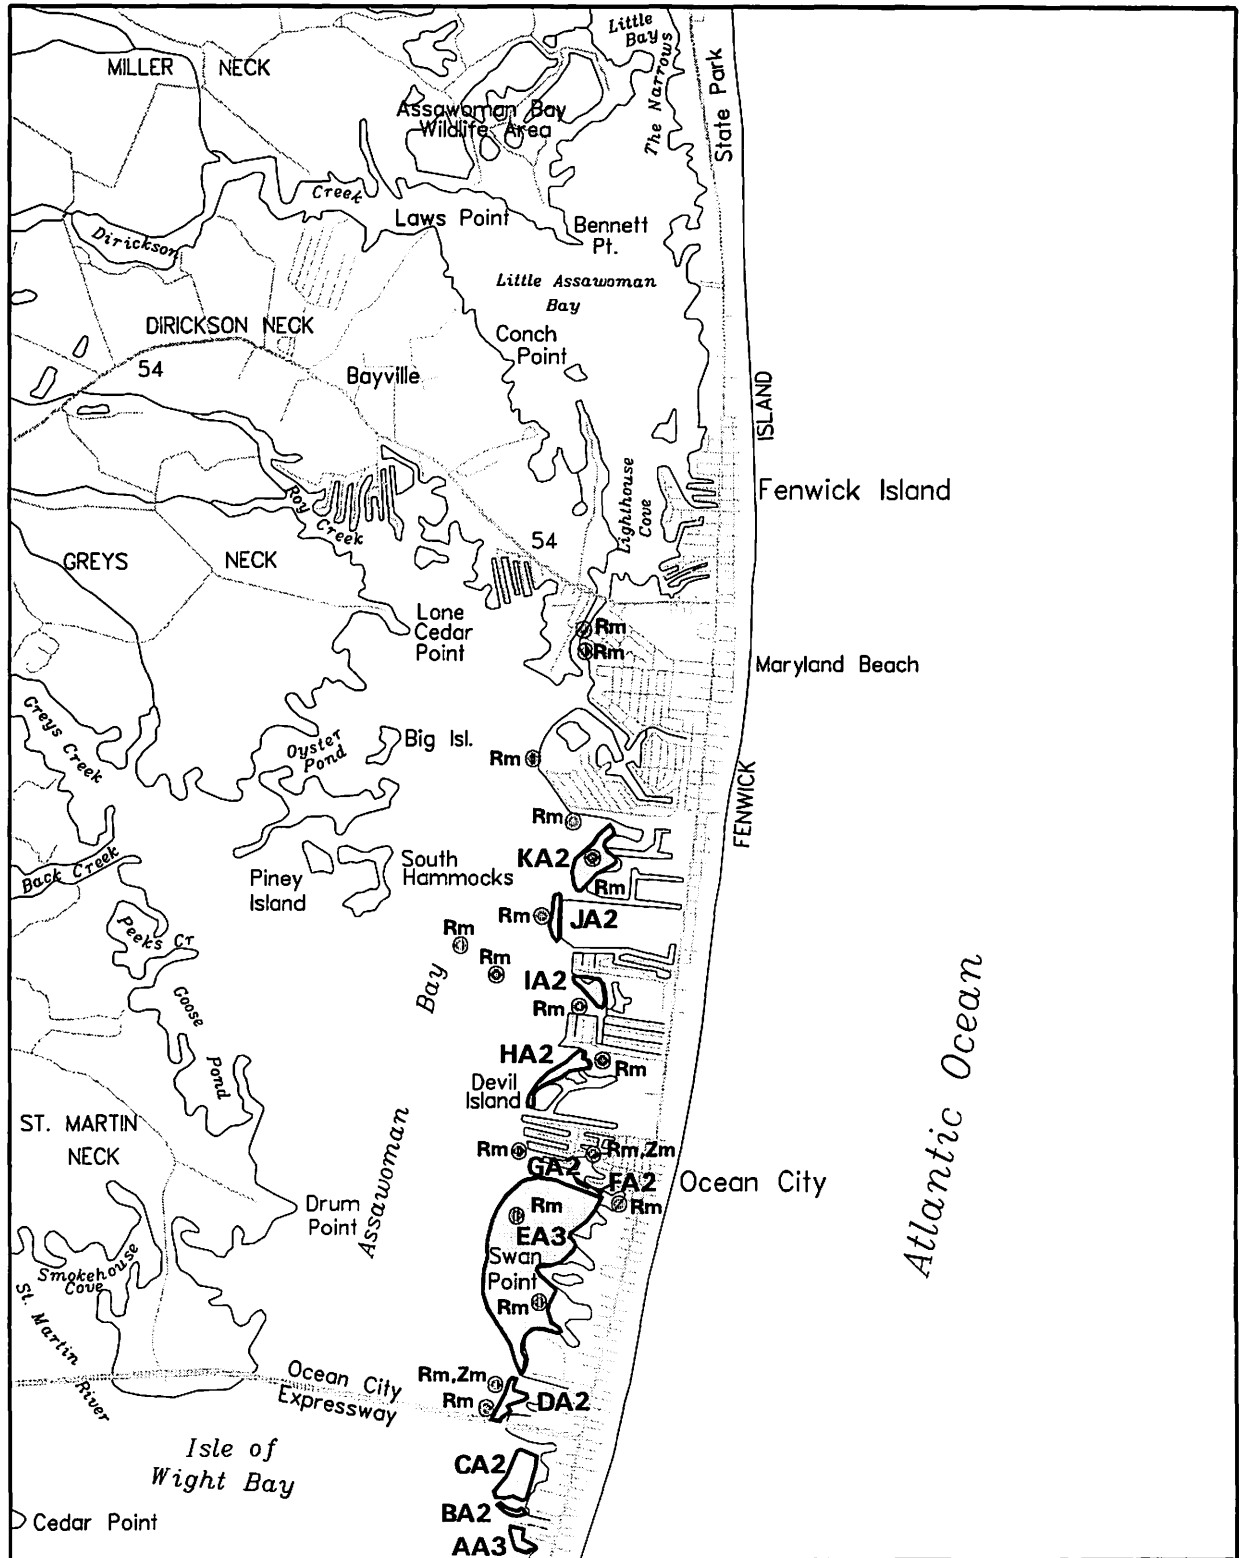 Little
Bay
The Narrows
State Park
MILLER NECK
Assawoman Bay
Wildlife Area
Creek
Laws Point
Bennett
Pt.
Dirickson
Little Assawoman
Bay
DIRICKSON NECK
Conch
Point
54
Bayville
ISLAND
Lighthouse
Cove
Fenwick Island
Roy
Creek
54
GREYS NECK
Lone
Cedar
Point
Rm
Rm
Maryland Beach
Greys Creek
Oyster
Pond
Big Isl.
Rm
FENWICK
Rm
KA2
Rm
Back Creek
South
Hammocks
Piney
Island
Rm
JA2
Peeks Cr
Rm
Rm
IA2
Rm
Bay
Goose
Pond
HA2
Rm
Devil
Island
Atlantic Ocean
ST. MARTIN
NECK
Assawoman
Rm
Rm,Zm
GA2
FA2
Ocean City
Rm
Rm
Drum
Point
EA3
Swan
Point
Rm
Smokehouse
Cove
St. Martin
River
Ocean City
Expressway
Rm,Zm
Rm
DA2
Isle of
Wight Bay
CA2
BA2
Cedar Point
AA3